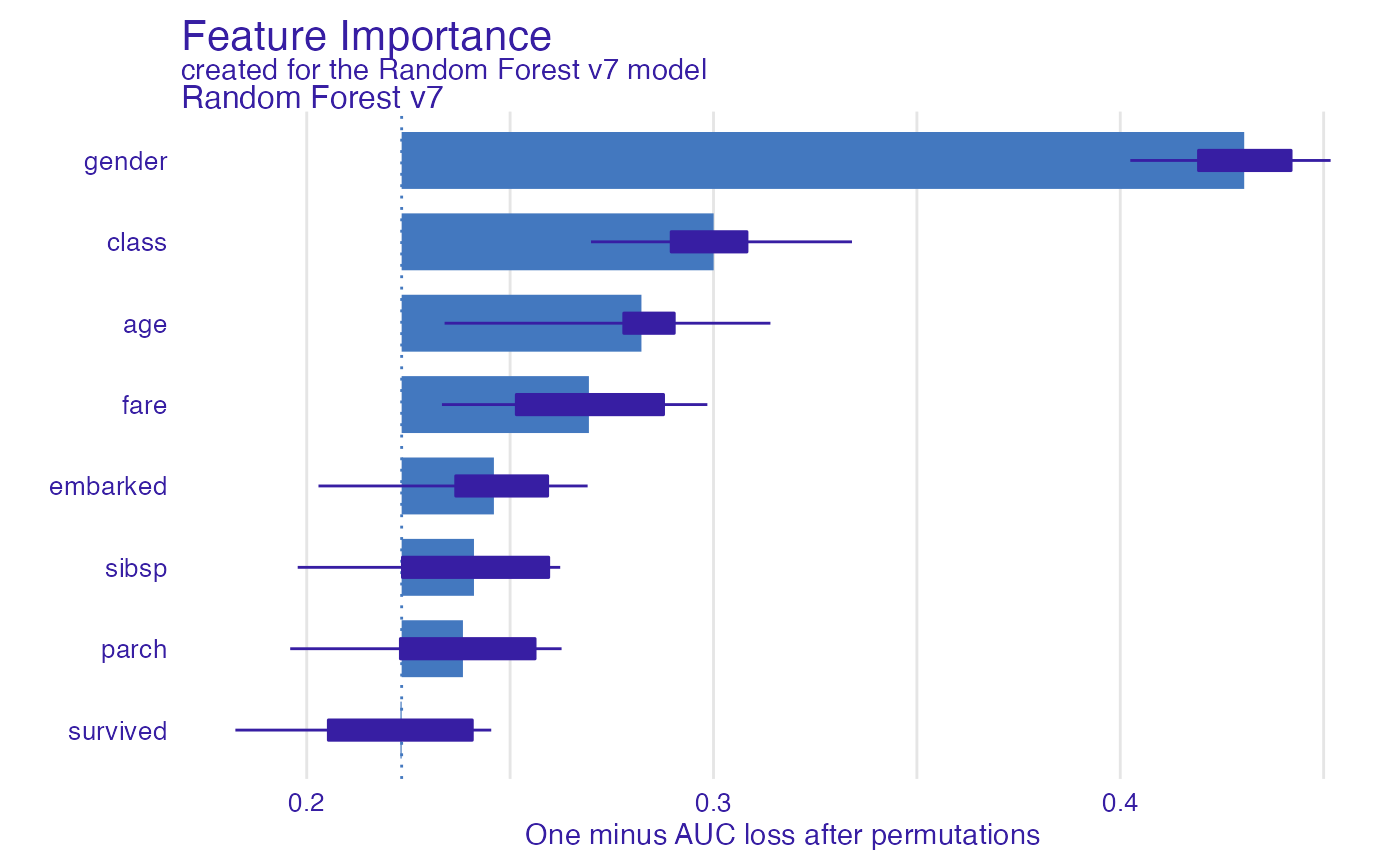 Feature Importance
created for the Random Forest v7 model
Random Forest v7
gender
class
age
fare
embarked
sibsp
parch
survived
0.2 0.3 0.4
One minus AUC loss after permutations